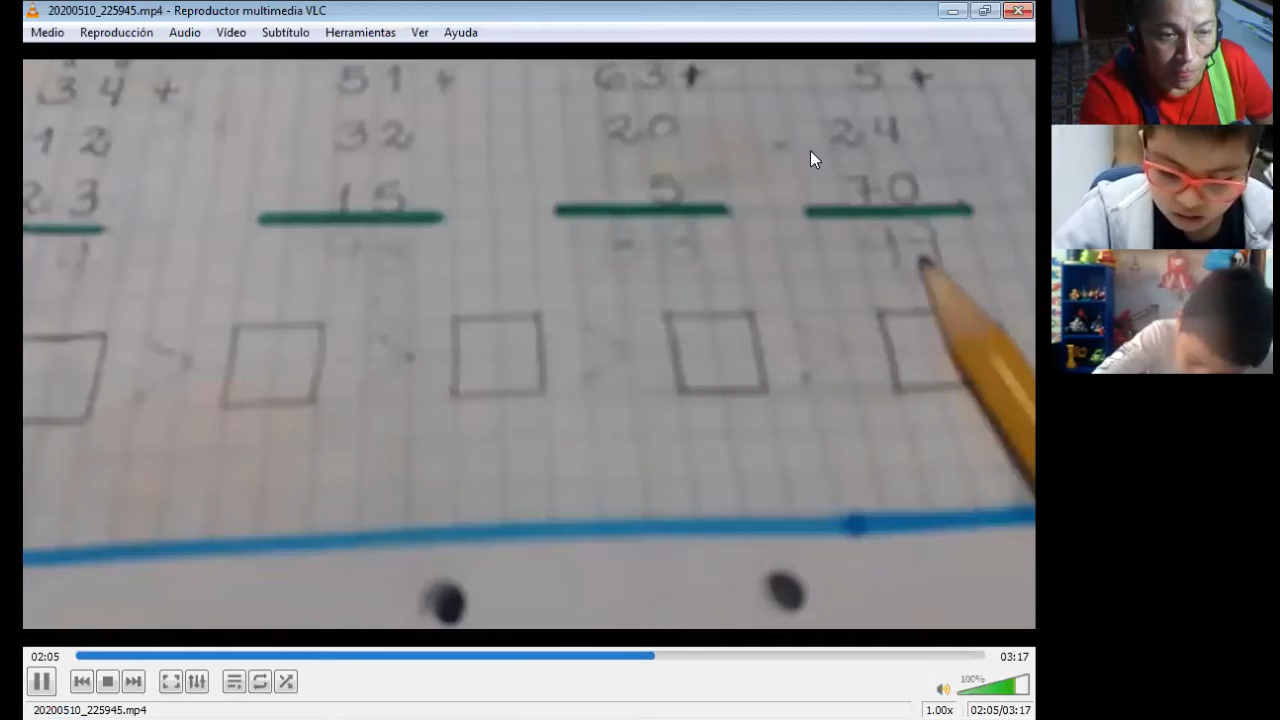 20200510_225945.mp4 - Reproductor multimedia VLC
Medio Reproducción Audio Vídeo Subtítulo Herramientas Ver Ayuda
34 + 51 + 63 + 5 +
12 32 20 24
23 15 5 70
02:05 03:17
100%
20200510_225945.mp4 1.00x 02:05/03:17